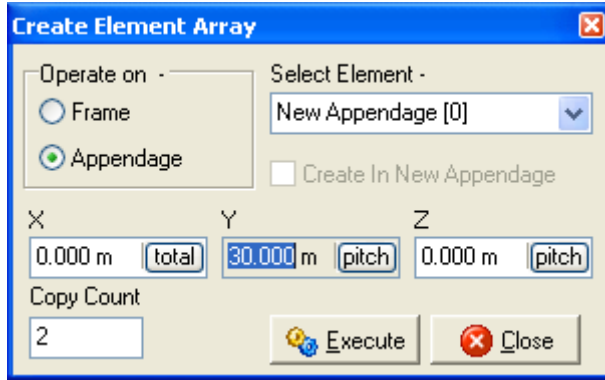 Create Element Array
Operate on -
Select Element -
Frame
New Appendage [0]
Appendage
Create In New Appendage
X Y Z
0.000 m total 30.000 m pitch 0.000 m pitch
Copy Count
2 Execute Close